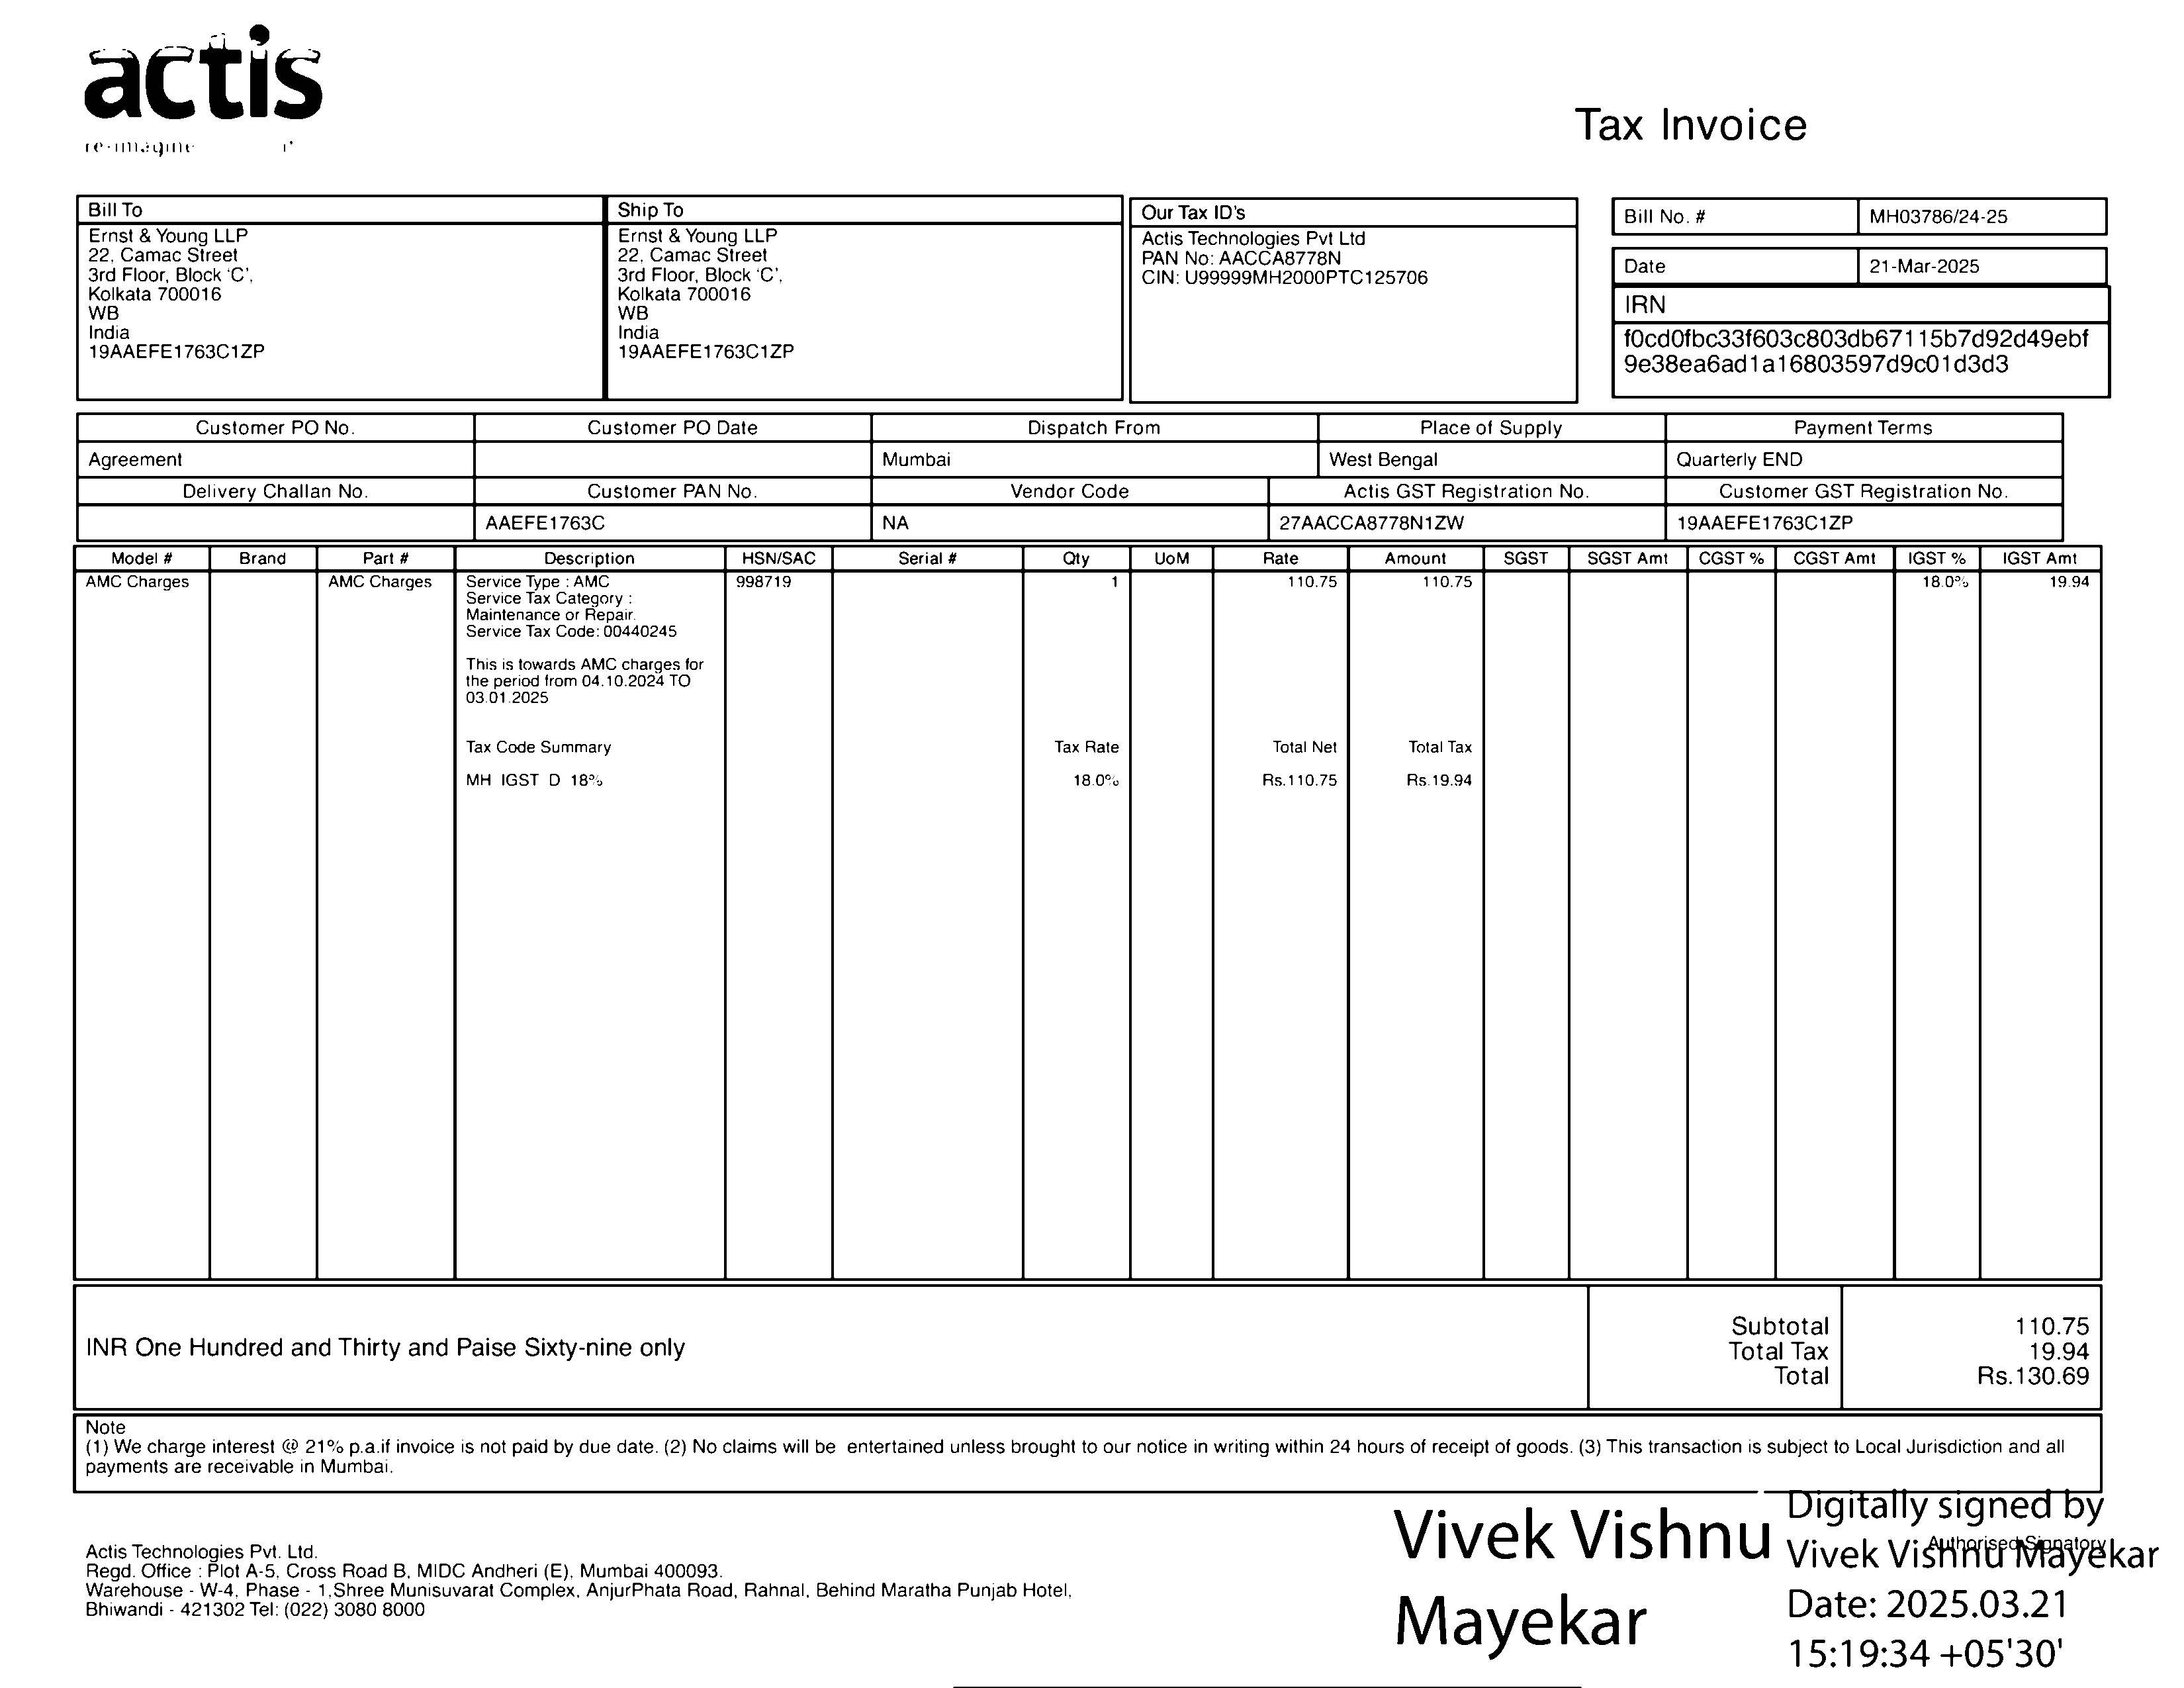 actis
re-imagine
Tax Invoice
Bill To
Ernst & Young LLP
22, Camac Street
3rd Floor, Block ‘C’,
Kolkata 700016
WB
India
19AAEFE1763C1ZP
Ship To
Ernst & Young LLP
22, Camac Street
3rd Floor, Block ‘C’,
Kolkata 700016
WB
India
19AAEFE1763C1ZP
Our Tax ID's
Actis Technologies Pvt Ltd
PAN No: AACCA8778N
CIN: U99999MH2000PTC125706
Bill No. # MH03786/24-25
Date 21-Mar-2025
IRN
f0cd0fbc33f603c803db67115b7d92d49ebf
9e38ea6ad1a16803597d9c01d3d3
Customer PO No. Customer PO Date Dispatch From Place of Supply Payment Terms
Agreement Mumbai West Bengal Quarterly END
Delivery Challan No. Customer PAN No. Vendor Code Actis GST Registration No. Customer GST Registration No.
AAEFE1763C NA 27AACCA8778N1ZW 19AAEFE1763C1ZP
Model # Brand Part # Description HSN/SAC Serial # Qty UoM Rate Amount SGST SGST Amt CGST % CGST Amt IGST % IGST Amt
AMC Charges AMC Charges Service Type : AMC 998719 1 110.75 110.75 18.0% 19.94
Service Tax Category :
Maintenance or Repair.
Service Tax Code: 00440245
This is towards AMC charges for
the period from 04.10.2024 TO
03.01.2025
Tax Code Summary Tax Rate Total Net Total Tax
MH IGST D 18% 18.0% Rs.110.75 Rs.19.94
INR One Hundred and Thirty and Paise Sixty-nine only
Subtotal 110.75
Total Tax 19.94
Total Rs.130.69
Note
(1) We charge interest @ 21% p.a.if invoice is not paid by due date. (2) No claims will be entertained unless brought to our notice in writing within 24 hours of receipt of goods. (3) This transaction is subject to Local Jurisdiction and all
payments are receivable in Mumbai.
Actis Technologies Pvt. Ltd.
Regd. Office : Plot A-5, Cross Road B, MIDC Andheri (E), Mumbai 400093.
Warehouse - W-4, Phase - 1,Shree Munisuvarat Complex, AnjurPhata Road, Rahnal, Behind Maratha Punjab Hotel,
Bhiwandi - 421302 Tel: (022) 3080 8000
Vivek Vishnu
Mayekar
Digitally signed by
Authorised Signatory
Vivek Vishnu Mayekar
Date: 2025.03.21
15:19:34 +05'30'